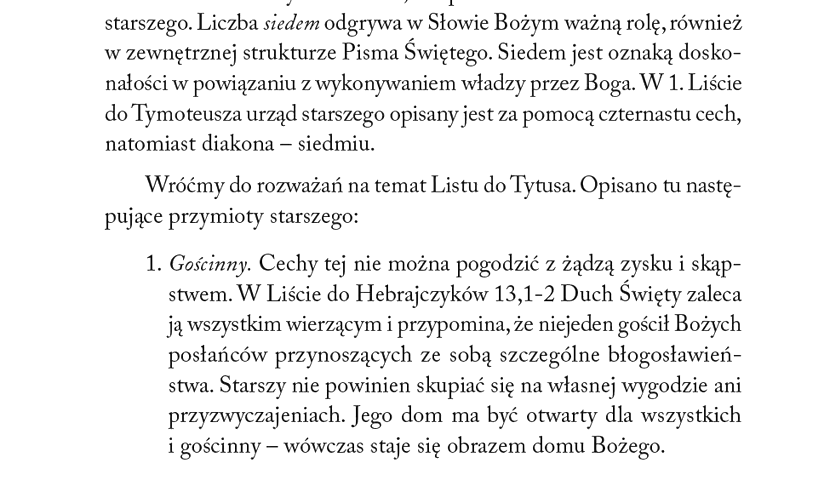 starszego. Liczba siedem odgrywa w Słowie Bożym ważną rolę, również
w zewnętrznej strukturze Pisma Świętego. Siedem jest oznaką dosko-
nałości w powiązaniu z wykonywaniem władzy przez Boga. W 1. Liście
do Tymoteusza urząd starszego opisany jest za pomocą czternastu cech,
natomiast diakona – siedmiu.
Wróćmy do rozważań na temat Listu do Tytusa. Opisano tu nastę-
pujące przymioty starszego:
1. Gościnny. Cechy tej nie można pogodzić z żądzą zysku i skąp-
stwem. W Liście do Hebrajczyków 13,1-2 Duch Święty zaleca
ją wszystkim wierzącym i przypomina, że niejeden gościł Bożych
posłańców przynoszących ze sobą szczególne błogosławień-
stwa. Starszy nie powinien skupiać się na własnej wygodzie ani
przyzwyczajeniach. Jego dom ma być otwarty dla wszystkich
i gościnny – wówczas staje się obrazem domu Bożego.